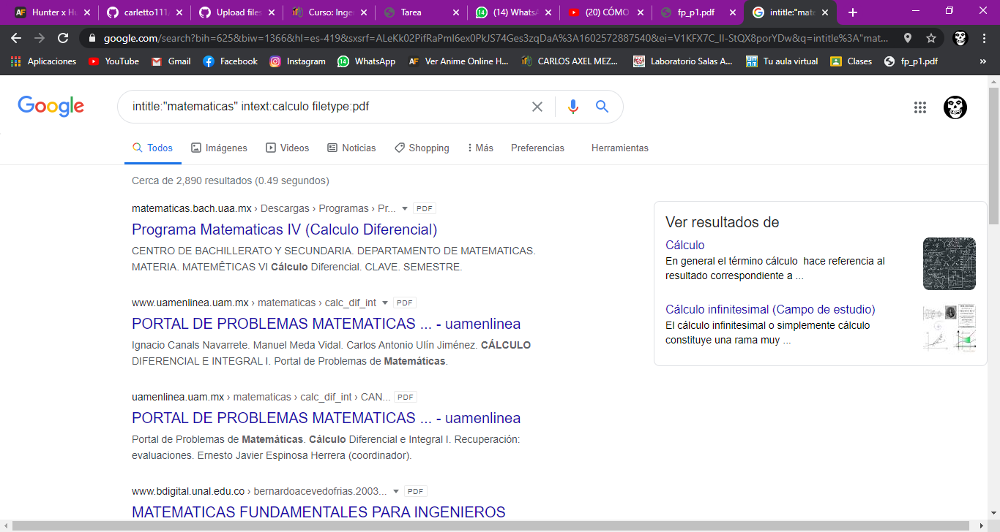 Hunter x Hu
carletto111/
Upload files
Curso: Inge
Tarea
(14) WhatsA
(20) CÓMO
fp_p1.pdf
intitle:"mate
google.com/search?bih=625&biw=1366&hl=es-419&sxsrf=ALeKk02PifRaPmI6ex0PkJS74Ges3zqDaA%3A1602572887540&ei=V1KFX7C_II-StQX8porYDw&q=intitle%3A"mat...
Aplicaciones
YouTube
Gmail
Facebook
Instagram
WhatsApp
Ver Anime Online H...
CARLOS AXEL MEZ...
Laboratorio Salas A...
Tu aula virtual
Clases
fp_p1.pdf
»
Google
intitle:"matematicas" intext:calculo filetype:pdf
Todos
Imágenes
Videos
Noticias
Shopping
Más
Preferencias
Herramientas
Cerca de 2,890 resultados (0.49 segundos)
matematicas.bach.uaa.mx › Descargas › Programas › Pr... PDF
Programa Matematicas IV (Calculo Diferencial)
CENTRO DE BACHILLERATO Y SECUNDARIA. DEPARTAMENTO DE MATEMATICAS.
MATERIA. MATEMÊTICAS VI Cálculo Diferencial. CLAVE. SEMESTRE.
www.uamenlinea.uam.mx › matematicas › calc_dif_int PDF
PORTAL DE PROBLEMAS MATEMATICAS ... - uamenlinea
Ignacio Canals Navarrete. Manuel Meda Vidal. Carlos Antonio Ulín Jiménez. CÁLCULO
DIFERENCIAL E INTEGRAL I. Portal de Problemas de Matemáticas.
uamenlinea.uam.mx › matematicas › calc_dif_int › CAN... PDF
PORTAL DE PROBLEMAS MATEMATICAS ... - uamenlinea
Portal de Problemas de Matemáticas. Cálculo Diferencial e Integral I. Recuperación:
evaluaciones. Ernesto Javier Espinosa Herrera (coordinador).
www.bdigital.unal.edu.co › bernardoacevedofrias.2003... PDF
MATEMATICAS FUNDAMENTALES PARA INGENIEROS
Ver resultados de
Cálculo
En general el término cálculo hace referencia al
resultado correspondiente a ...
Cálculo infinitesimal (Campo de estudio)
El cálculo infinitesimal o simplemente cálculo
constituye una rama muy ...